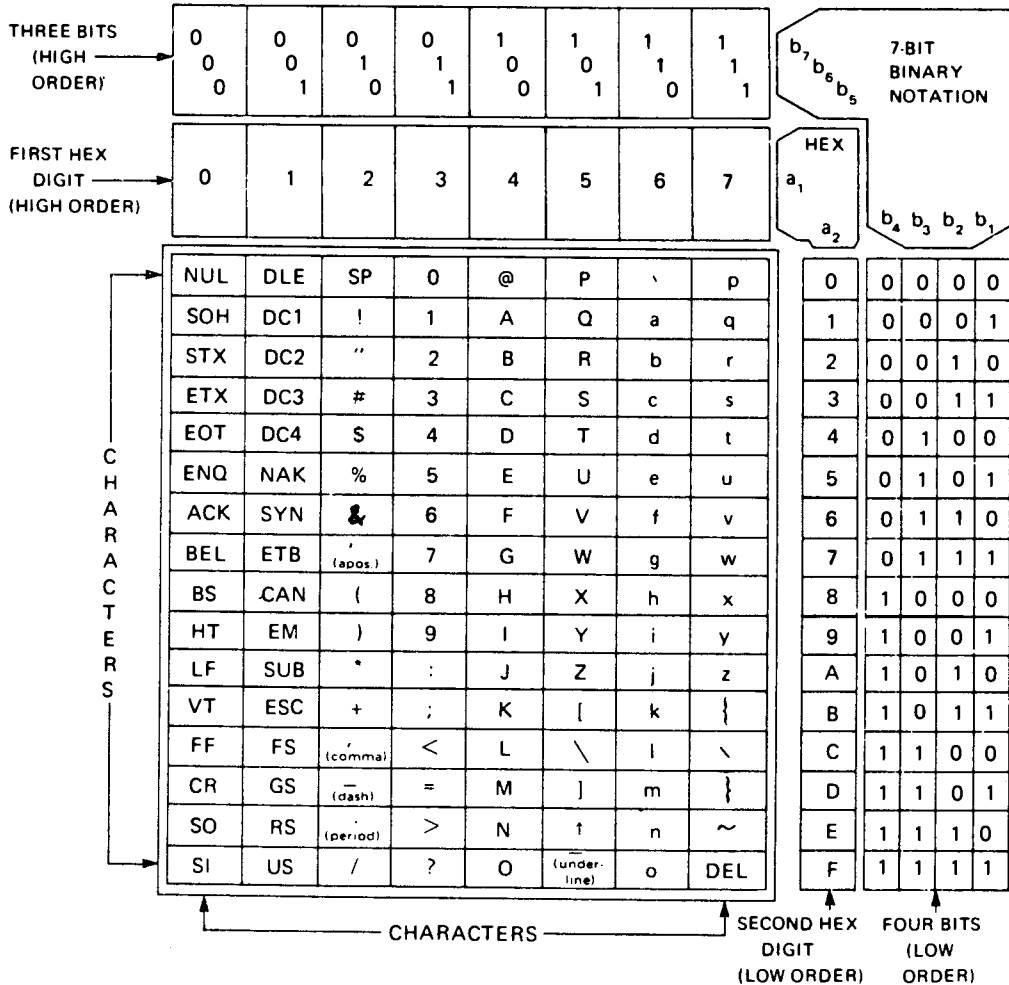 THREE BITS (HIGH ORDER)
0 0 0 0 1 1 1 1
0 0 1 1 0 0 1 1
0 1 0 1 0 1 0 1
b7 b6 b5
7-BIT BINARY NOTATION
FIRST HEX DIGIT (HIGH ORDER)
0 1 2 3 4 5 6 7
HEX
a1
a2
b4 b3 b2 b1
NUL DLE SP 0 @ P ` p 0 0 0 0 0
SOH DC1 ! 1 A Q a q 1 0 0 0 1
STX DC2 " 2 B R b r 2 0 0 1 0
ETX DC3 # 3 C S c s 3 0 0 1 1
EOT DC4 $ 4 D T d t 4 0 1 0 0
ENQ NAK % 5 E U e u 5 0 1 0 1
ACK SYN & 6 F V f v 6 0 1 1 0
BEL ETB ' (apos.) 7 G W g w 7 0 1 1 1
BS CAN ( 8 H X h x 8 1 0 0 0
HT EM ) 9 I Y i y 9 1 0 0 1
LF SUB * : J Z j z A 1 0 1 0
VT ESC + ; K [ k { B 1 0 1 1
FF FS , (comma) < L \ l \ C 1 1 0 0
CR GS — (dash) = M ] m } D 1 1 0 1
SO RS . (period) > N ↑ n ~ E 1 1 1 0
SI US / ? O _ (under-line) o DEL F 1 1 1 1
CHARACTERS
CHARACTERS
SECOND HEX DIGIT (LOW ORDER)
FOUR BITS (LOW ORDER)